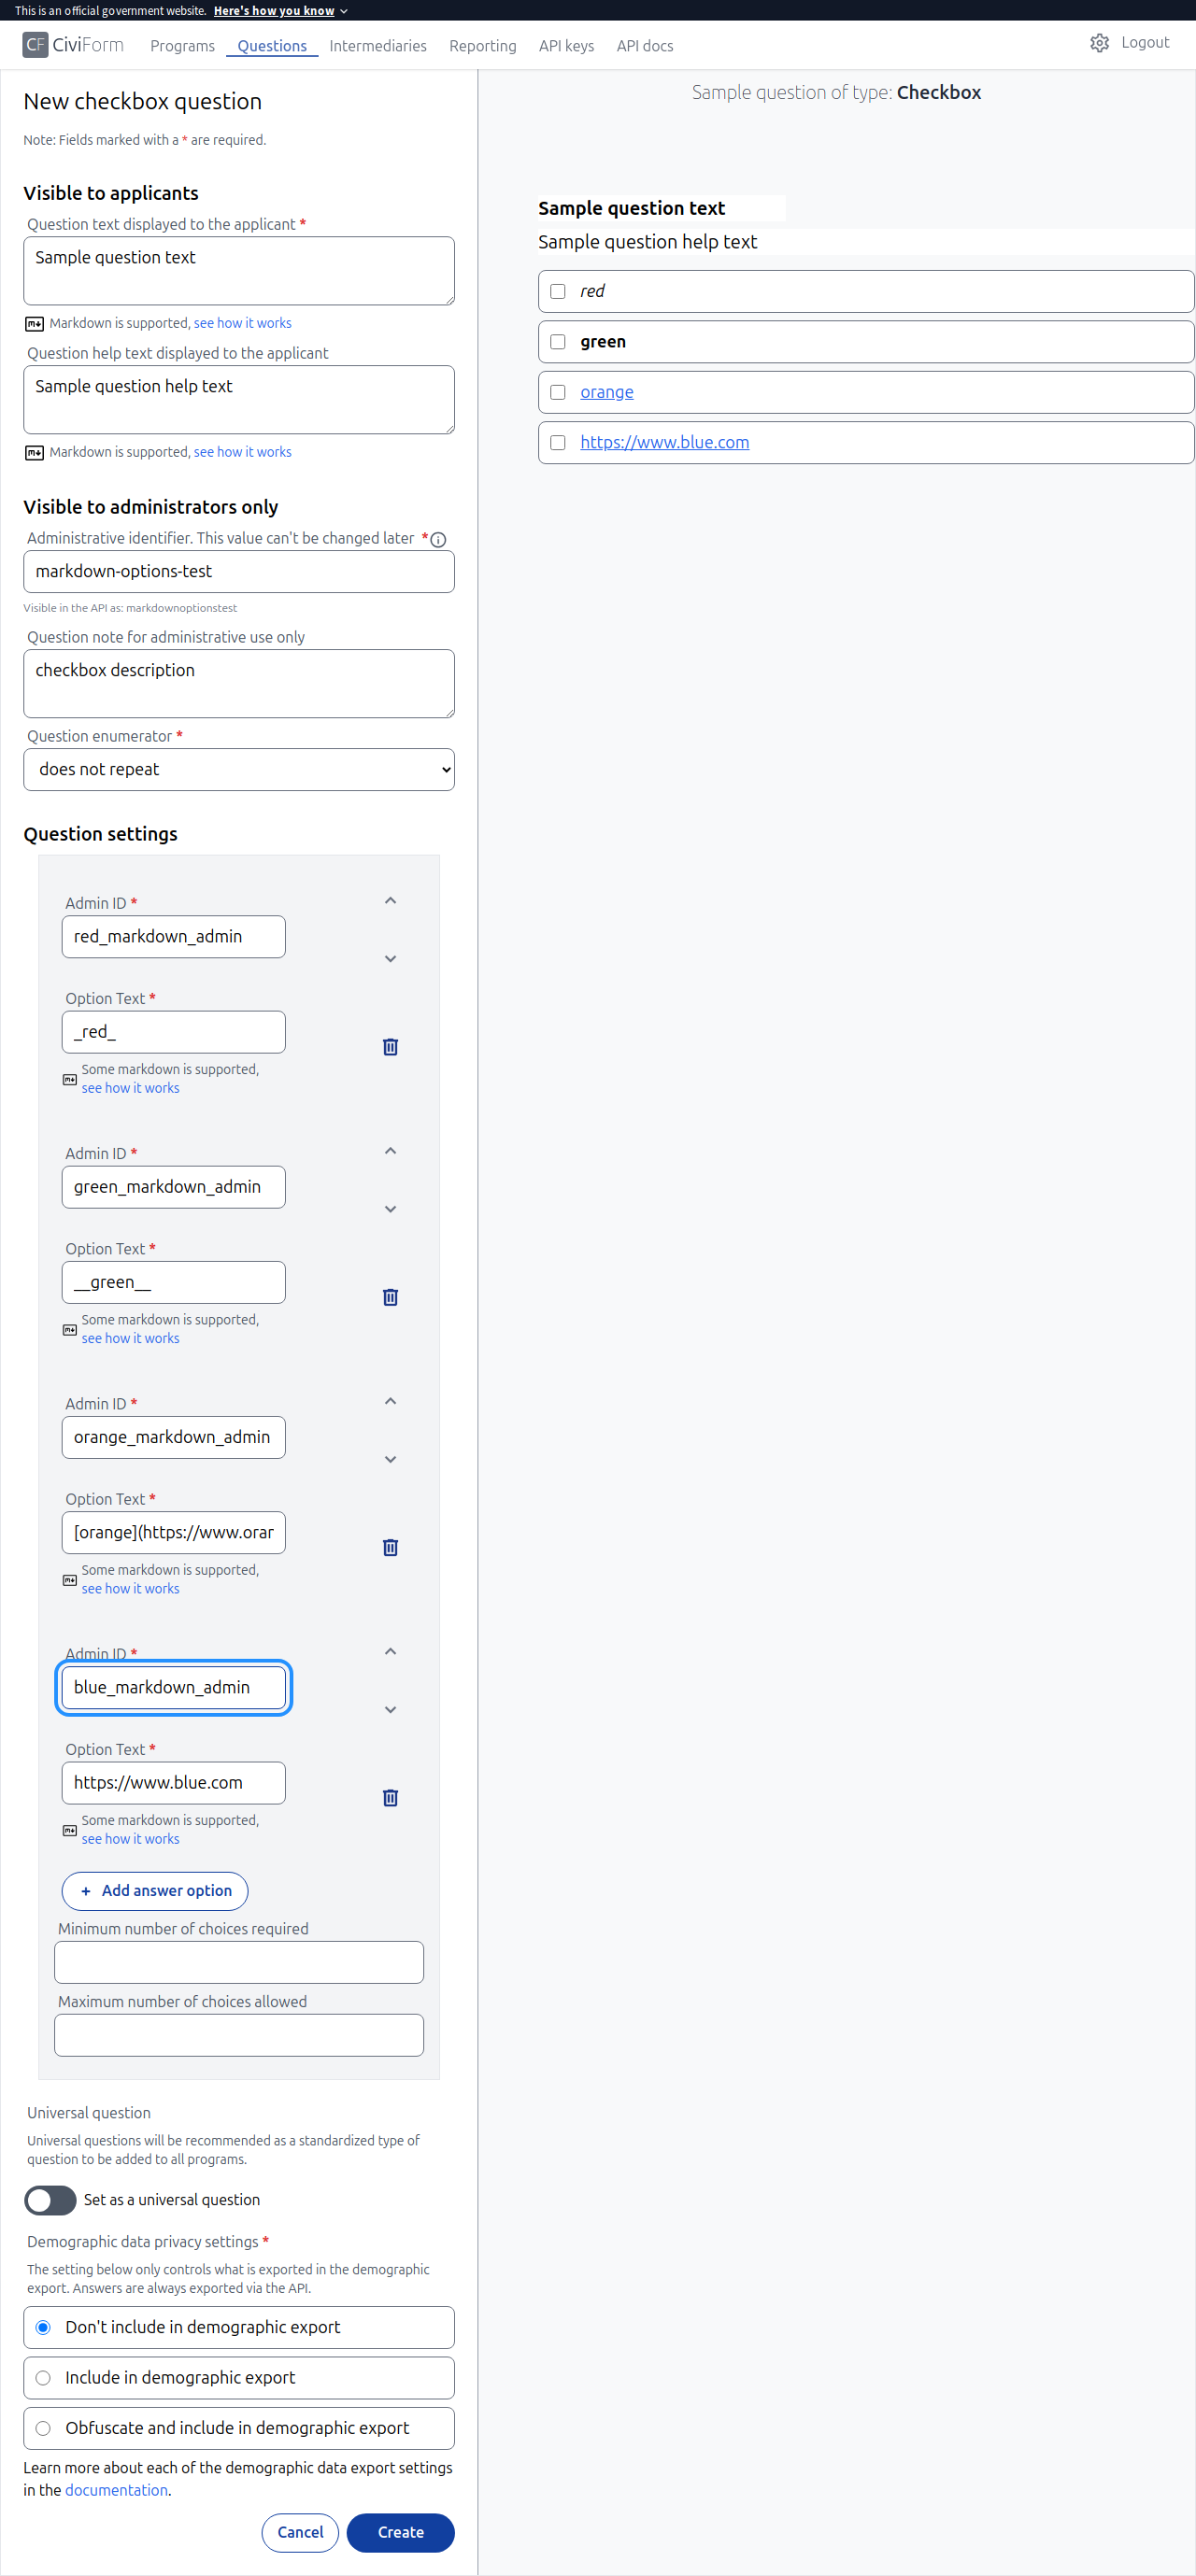 This is an official government website. Here's how you know
CF CiviForm Programs Questions Intermediaries Reporting API keys API docs Logout
New checkbox question
Note: Fields marked with a * are required.
Visible to applicants
Question text displayed to the applicant *
Sample question text
Markdown is supported, see how it works
Question help text displayed to the applicant
Sample question help text
Markdown is supported, see how it works
Visible to administrators only
Administrative identifier. This value can't be changed later *
markdown-options-test
Visible in the API as: markdownoptionstest
Question note for administrative use only
checkbox description
Question enumerator *
does not repeat
Question settings
Admin ID *
red_markdown_admin
Option Text *
_red_
Some markdown is supported,
see how it works
Admin ID *
green_markdown_admin
Option Text *
__green__
Some markdown is supported,
see how it works
Admin ID *
orange_markdown_admin
Option Text *
[orange](https://www.orar
Some markdown is supported,
see how it works
Admin ID *
blue_markdown_admin
Option Text *
https://www.blue.com
Some markdown is supported,
see how it works
+ Add answer option
Minimum number of choices required
Maximum number of choices allowed
Universal question
Universal questions will be recommended as a standardized type of
question to be added to all programs.
Set as a universal question
Demographic data privacy settings *
The setting below only controls what is exported in the demographic
export. Answers are always exported via the API.
Don't include in demographic export
Include in demographic export
Obfuscate and include in demographic export
Learn more about each of the demographic data export settings
in the documentation.
Cancel Create
Sample question of type: Checkbox
Sample question text
Sample question help text
red
green
orange
https://www.blue.com